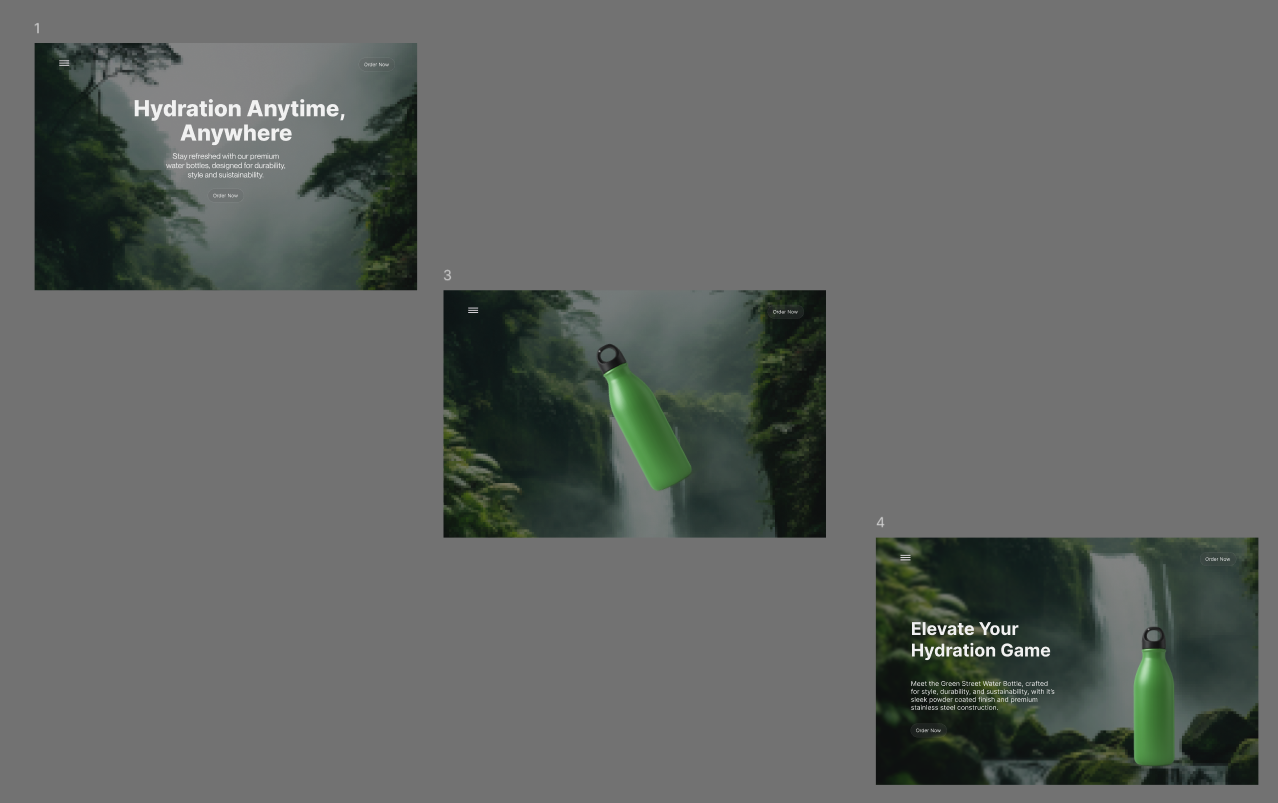 1
Order Now
Hydration Anytime,
Anywhere
Stay refreshed with our premium
water bottles, designed for durability,
style and suistainability.
Order Now
3
Order Now
4
Order Now
Elevate Your
Hydration Game
Meet the Green Street Water Bottle, crafted
for style, durability, and sustainability, with it's
sleek powder coated finish and premium
stainless steel construction.
Order Now